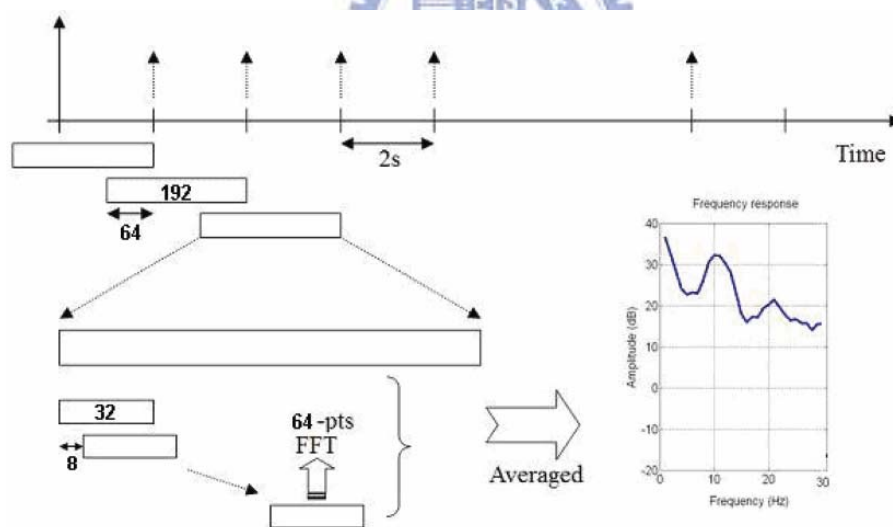 Time
2s
192
64
32
8
64 -pts
FFT
Averaged
Frequency response
Amplitude (dB)
40
30
20
10
0
-10
-20
0
10
20
30
Frequency (Hz)